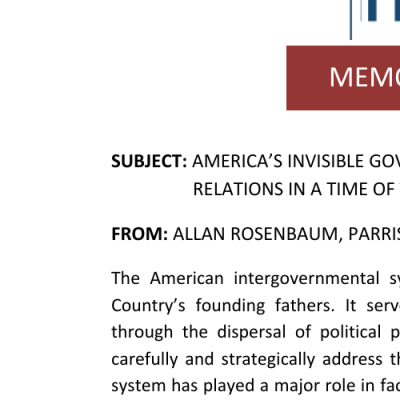 MEMO
SUBJECT: AMERICA'S INVISIBLE GOV
RELATIONS IN A TIME OF
FROM: ALLAN ROSENBAUM, PARRIS
The American intergovernmental sy
Country's founding fathers. It serv
through the dispersal of political p
carefully and strategically address th
system has played a major role in fac